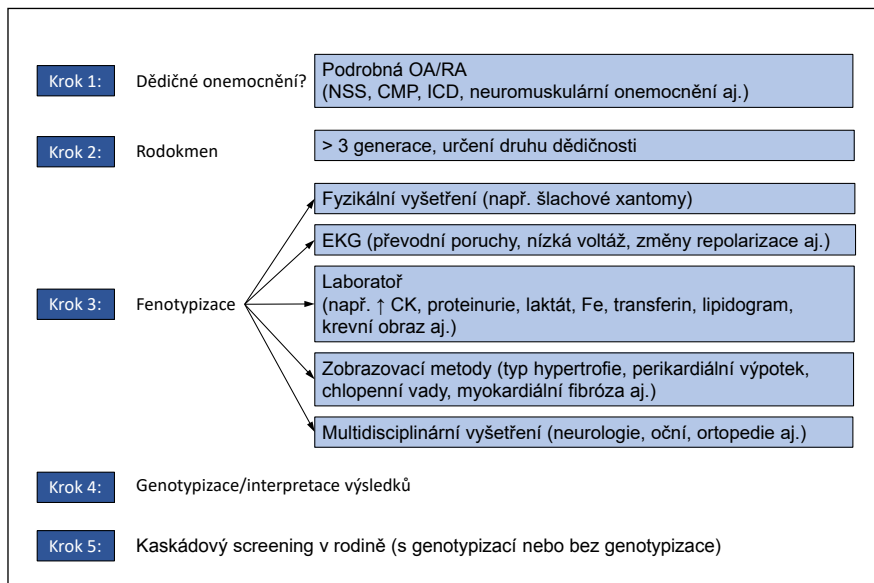 Krok 1:
Dědičné onemocnění?
Podrobná OA/RA
(NSS, CMP, ICD, neuromuskulární onemocnění aj.)
Krok 2:
Rodokmen
> 3 generace, určení druhu dědičnosti
Krok 3:
Fenotypizace
Fyzikální vyšetření (např. šlachové xantomy)
EKG (převodní poruchy, nízká voltáž, změny repolarizace aj.)
Laboratoř
(např. ↑ CK, proteinurie, laktát, Fe, transferin, lipidogram,
krevní obraz aj.)
Zobrazovací metody (typ hypertrofie, perikardiální výpotek,
chlopenní vady, myokardiální fibróza aj.)
Multidisciplinární vyšetření (neurologie, oční, ortopedie aj.)
Krok 4:
Genotypizace/interpretace výsledků
Krok 5:
Kaskádový screening v rodině (s genotypizací nebo bez genotypizace)